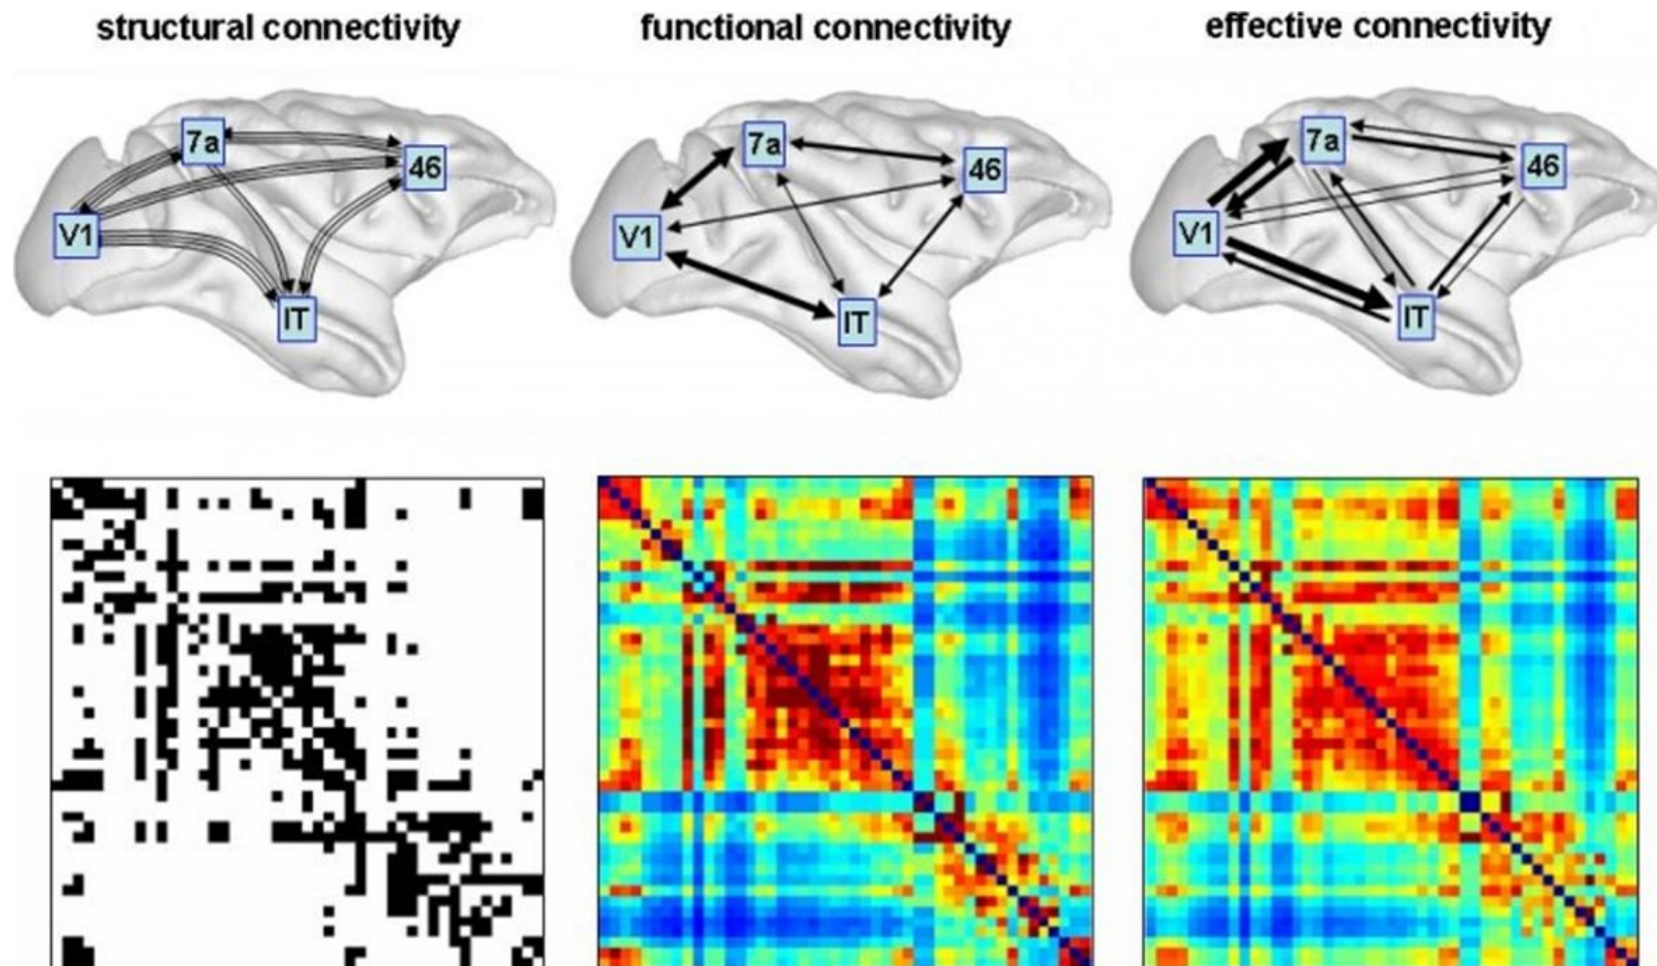 structural connectivity
functional connectivity
effective connectivity
7a
46
V1
IT
7a
46
V1
IT
7a
46
V1
IT